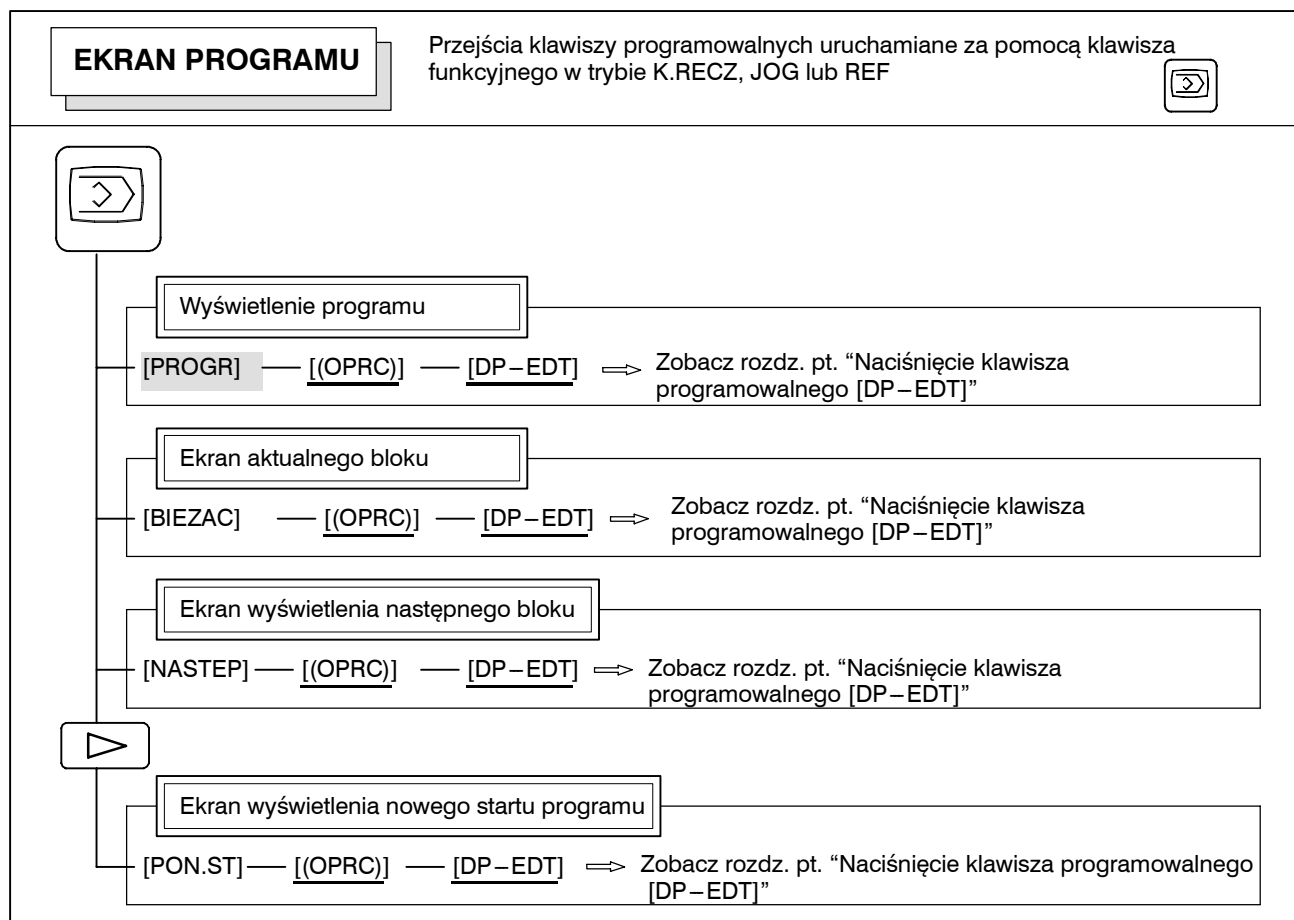 EKRAN PROGRAMU
Przejścia klawiszy programowalnych uruchamiane za pomocą klawisza
funkcyjnego w trybie K.RECZ, JOG lub REF
Wyświetlenie programu
[PROGR] [(OPRC)] [DP–EDT] Zobacz rozdz. pt. “Naciśnięcie klawisza
programowalnego [DP–EDT]”
Ekran aktualnego bloku
[BIEZAC] [(OPRC)] [DP–EDT] Zobacz rozdz. pt. “Naciśnięcie klawisza
programowalnego [DP–EDT]”
Ekran wyświetlenia następnego bloku
[NASTEP] [(OPRC)] [DP–EDT] Zobacz rozdz. pt. “Naciśnięcie klawisza
programowalnego [DP–EDT]”
Ekran wyświetlenia nowego startu programu
[PON.ST] [(OPRC)] [DP–EDT] Zobacz rozdz. pt. “Naciśnięcie klawisza programowalnego
[DP–EDT]”